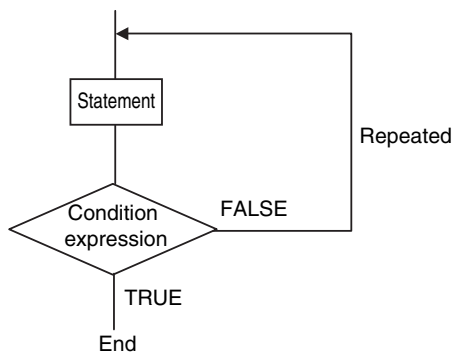 Statement
Repeated
Condition
expression
FALSE
TRUE
End